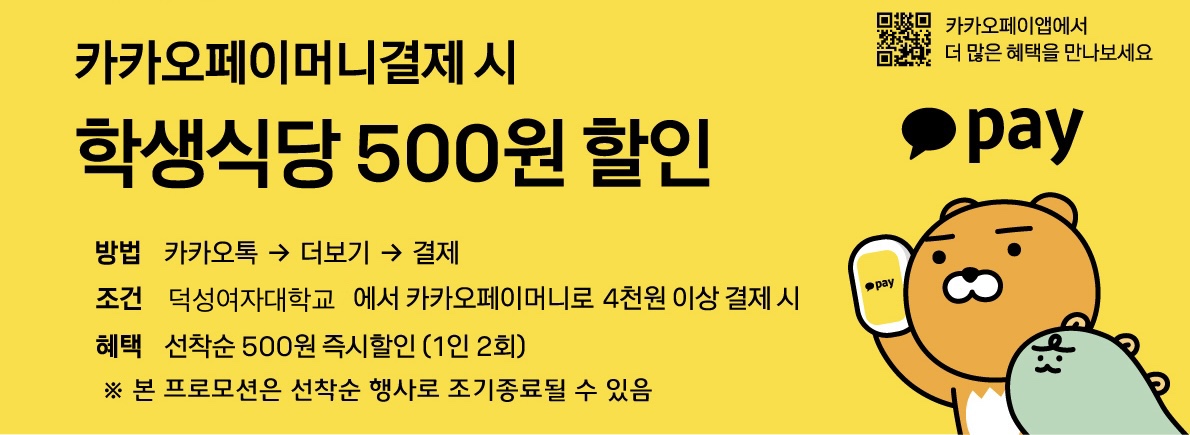 카카오페이머니결제 시
학생식당 500원 할인
방법 카카오톡 → 더보기 → 결제
조건 덕성여자대학교 에서 카카오페이머니로 4천원 이상 결제 시
혜택 선착순 500원 즉시할인 (1인 2회)
※ 본 프로모션은 선착순 행사로 조기종료될 수 있음
카카오페이앱에서
더 많은 혜택을 만나보세요
pay
pay